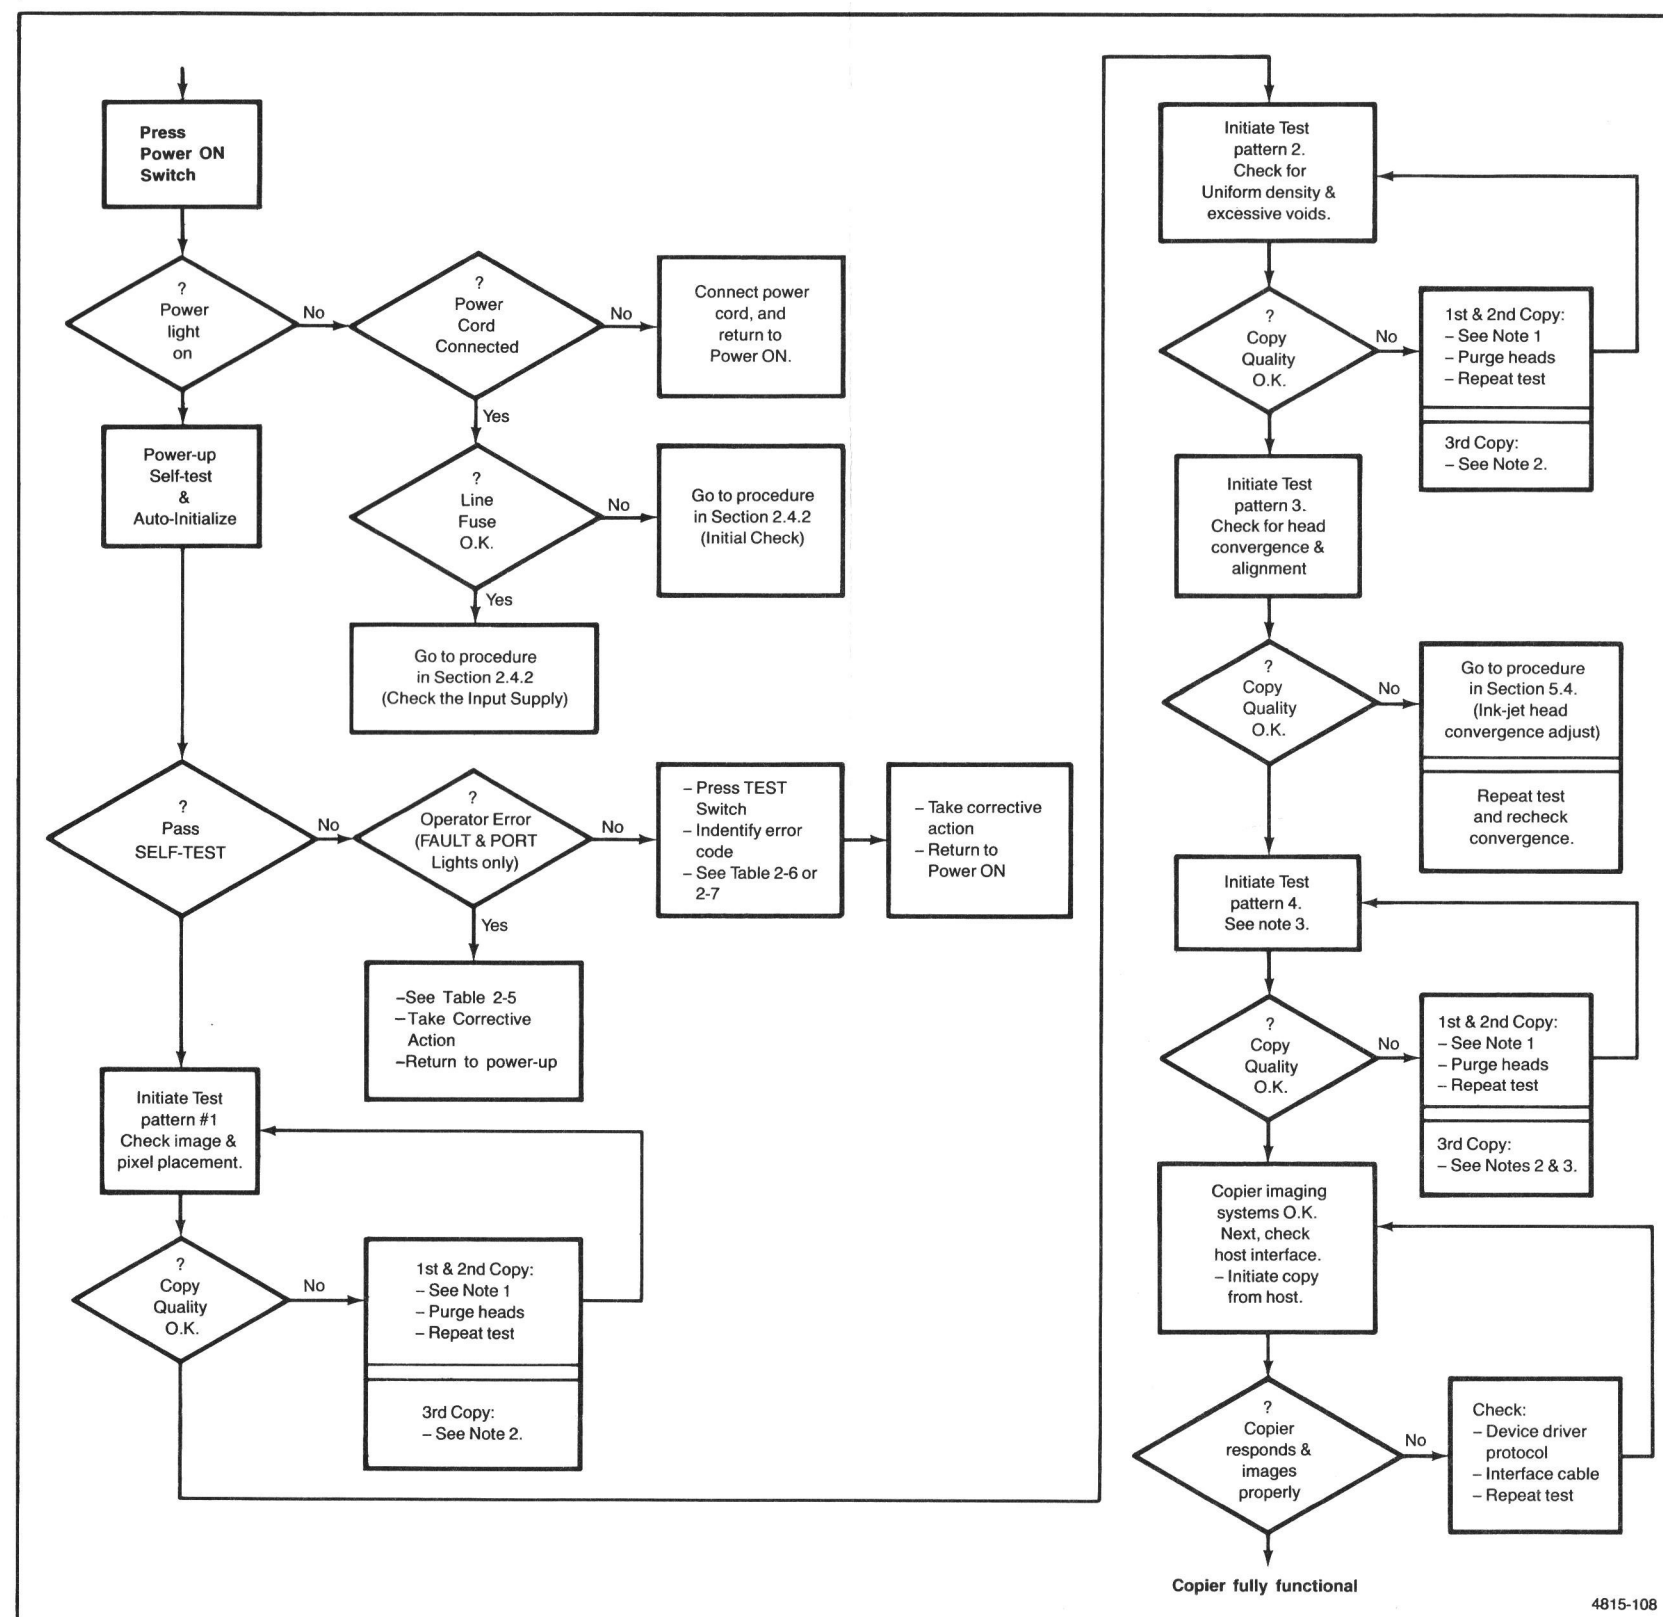 Press
Power ON
Switch
?
Power
light
on
No
?
Power
Cord
Connected
No
Connect power
cord, and
return to
Power ON.
Yes
Power-up
Self-test
&
Auto-Initialize
?
Line
Fuse
O.K.
No
Go to procedure
in Section 2.4.2
(Initial Check)
Yes
Go to procedure
in Section 2.4.2
(Check the Input Supply)
?
Pass
SELF-TEST
No
?
Operator Error
(FAULT & PORT
Lights only)
No
– Press TEST
Switch
– Indentify error
code
– See Table 2-6 or
2-7
– Take corrective
action
– Return to
Power ON
Yes
–See Table 2-5
–Take Corrective
Action
–Return to power-up
Initiate Test
pattern #1
Check image &
pixel placement.
?
Copy
Quality
O.K.
No
1st & 2nd Copy:
– See Note 1
– Purge heads
– Repeat test
3rd Copy:
– See Note 2.
Initiate Test
pattern 2.
Check for
Uniform density &
excessive voids.
?
Copy
Quality
O.K.
No
1st & 2nd Copy:
– See Note 1
– Purge heads
– Repeat test
3rd Copy:
– See Note 2.
Initiate Test
pattern 3.
Check for head
convergence &
alignment
?
Copy
Quality
O.K.
No
Go to procedure
in Section 5.4.
(Ink-jet head
convergence adjust)
Repeat test
and recheck
convergence.
Initiate Test
pattern 4.
See note 3.
?
Copy
Quality
O.K.
No
1st & 2nd Copy:
– See Note 1
– Purge heads
– Repeat test
3rd Copy:
– See Notes 2 & 3.
Copier imaging
systems O.K.
Next, check
host interface.
– Initiate copy
from host.
?
Copier
responds &
images
properly
No
Check:
– Device driver
protocol
– Interface cable
– Repeat test
Copier fully functional
4815-108